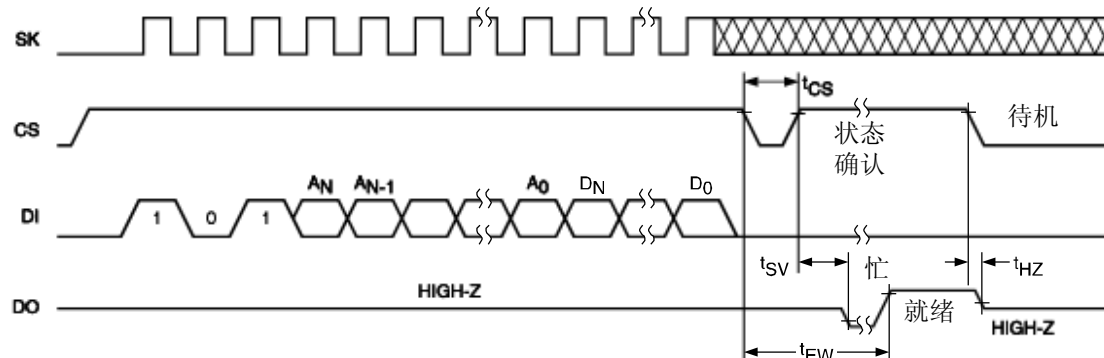 SK
tCS
CS
状态
确认
待机
AN
AN-1
A0
DN
D0
DI
1
0
1
tSV
忙
tHZ
HIGH-Z
DO
就绪
HIGH-Z
tEW